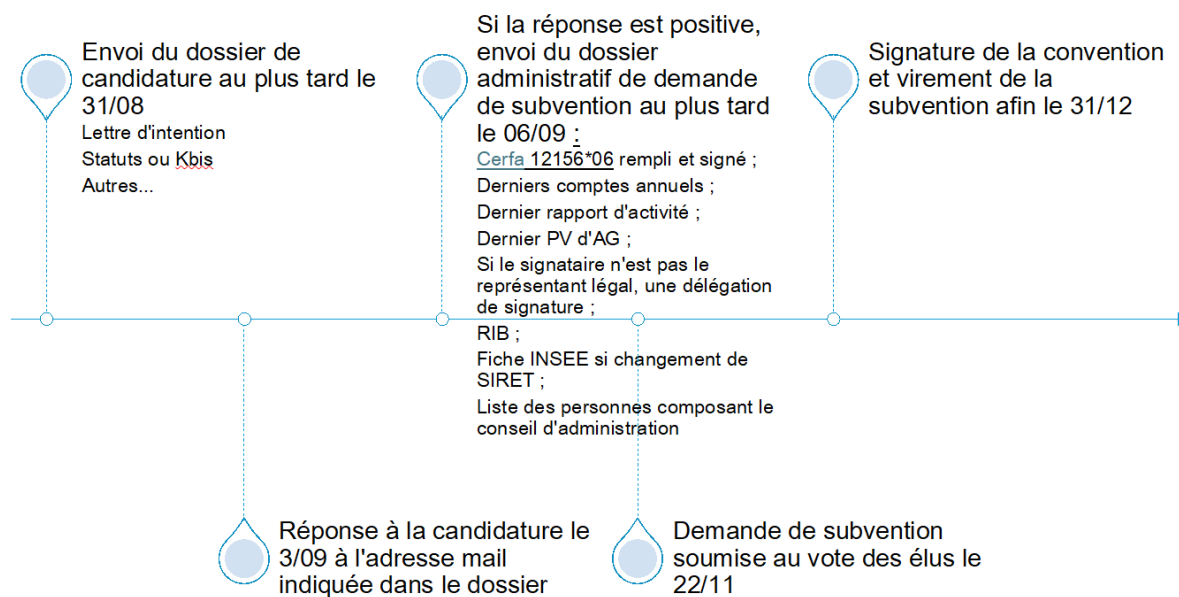 Envoi du dossier de
candidature au plus tard le
31/08
Lettre d'intention
Statuts ou Kbis
Autres...
Réponse à la candidature le
3/09 à l'adresse mail
indiquée dans le dossier
Si la réponse est positive,
envoi du dossier
administratif de demande
de subvention au plus tard
le 06/09 :
Cerfa 12156*06 rempli et signé ;
Derniers comptes annuels ;
Dernier rapport d'activité ;
Dernier PV d'AG ;
Si le signataire n'est pas le
représentant légal, une délégation
de signature ;
RIB ;
Fiche INSEE si changement de
SIRET ;
Liste des personnes composant le
conseil d'administration
Demande de subvention
soumise au vote des élus le
22/11
Signature de la convention
et virement de la
subvention afin le 31/12